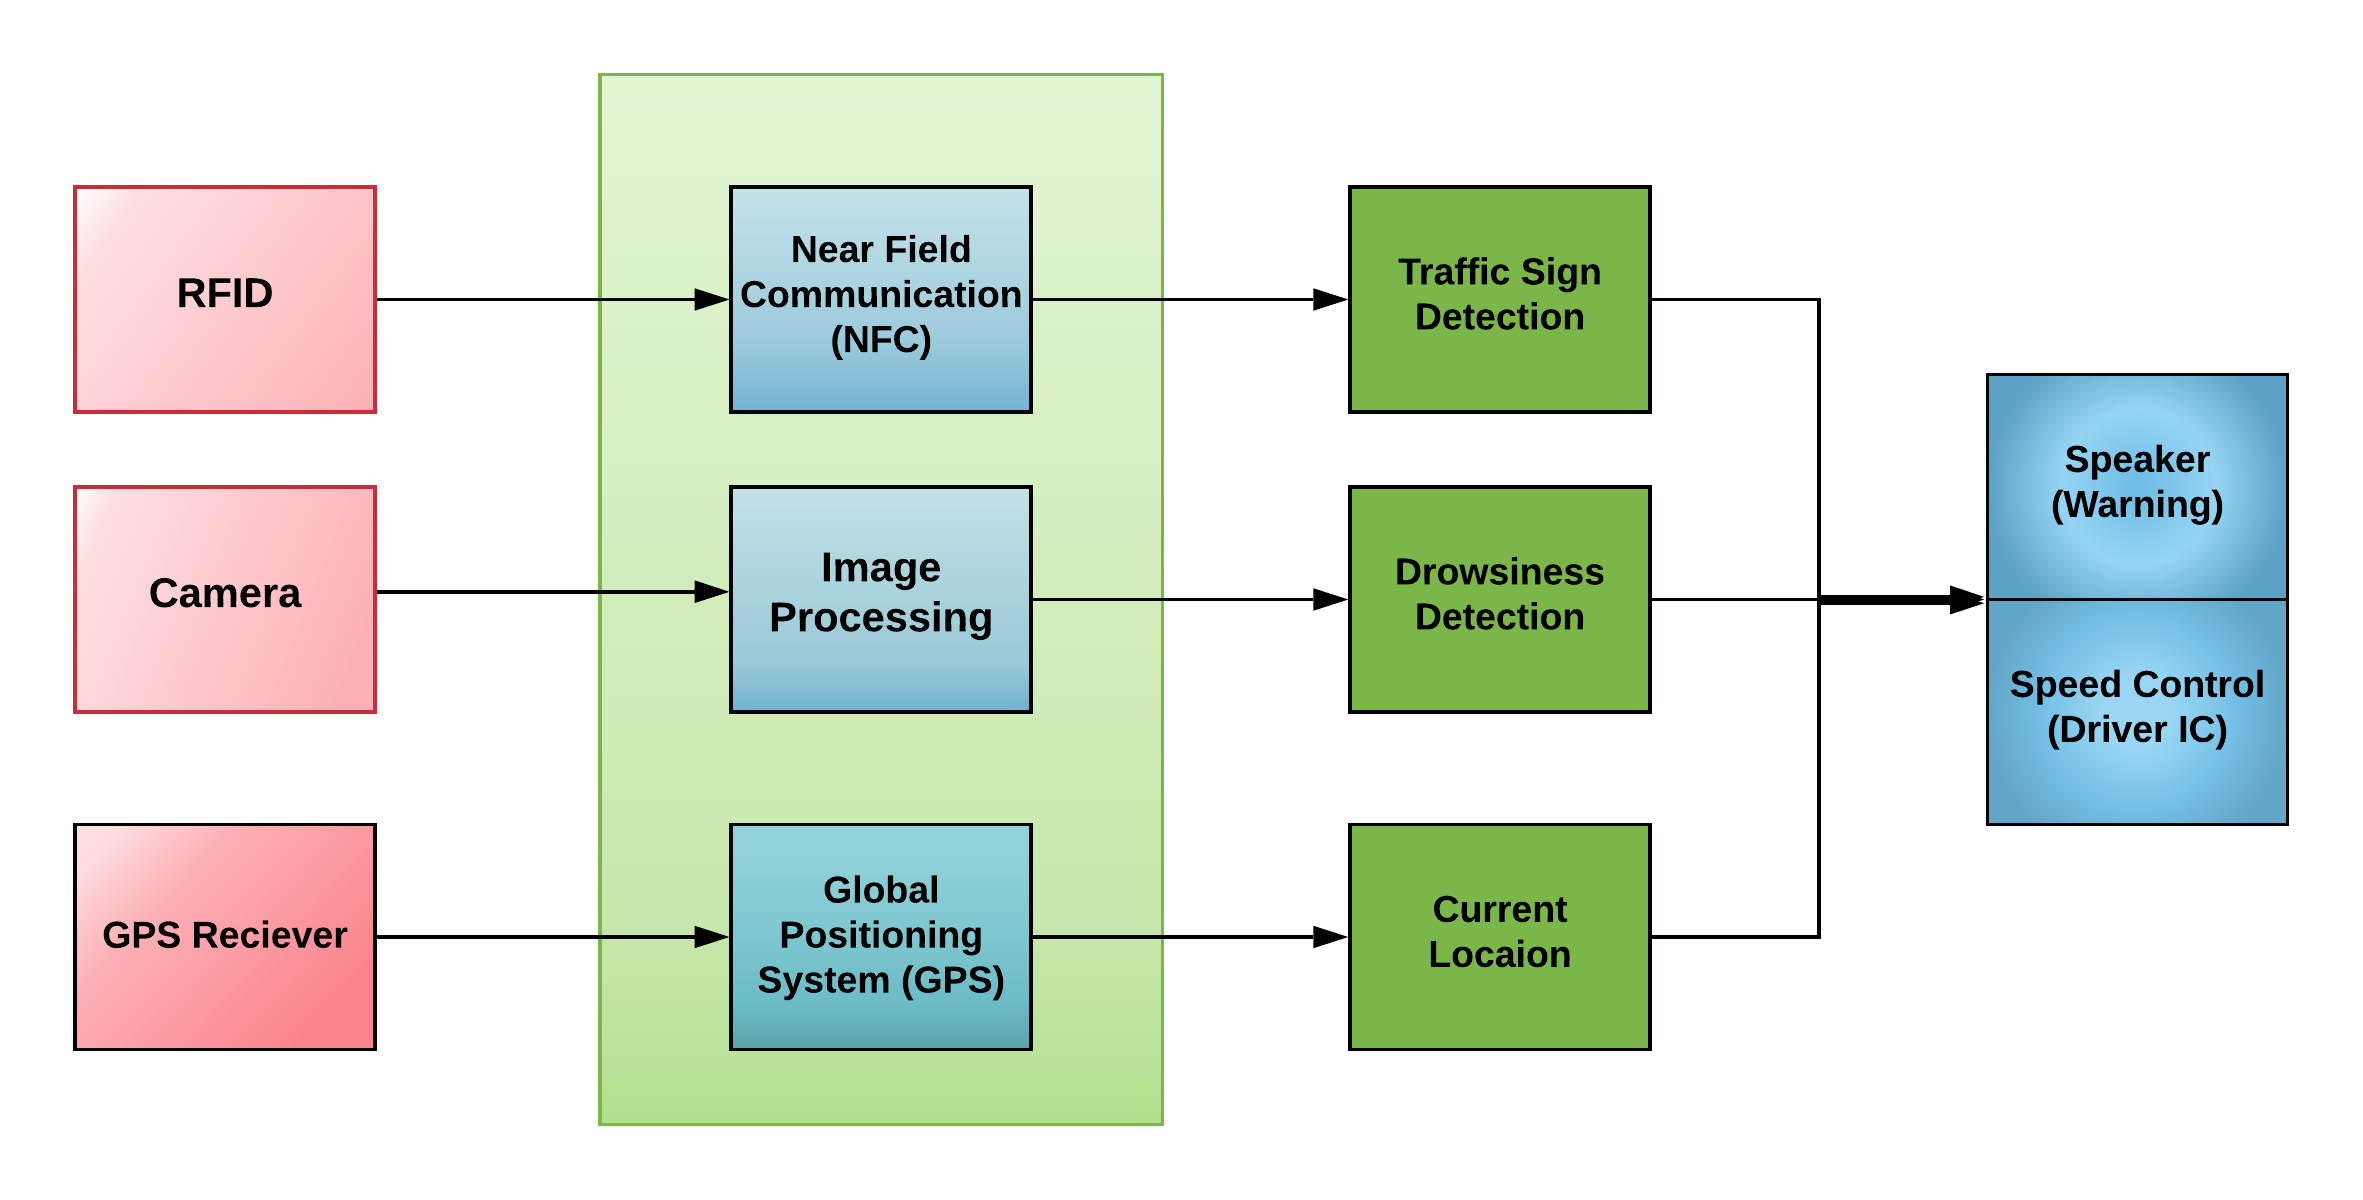 RFID
Near Field
Communication
(NFC)
Traffic Sign
Detection
Camera
Image
Processing
Drowsiness
Detection
GPS Reciever
Global
Positioning
System (GPS)
Current
Locaion
Speaker
(Warning)
Speed Control
(Driver IC)